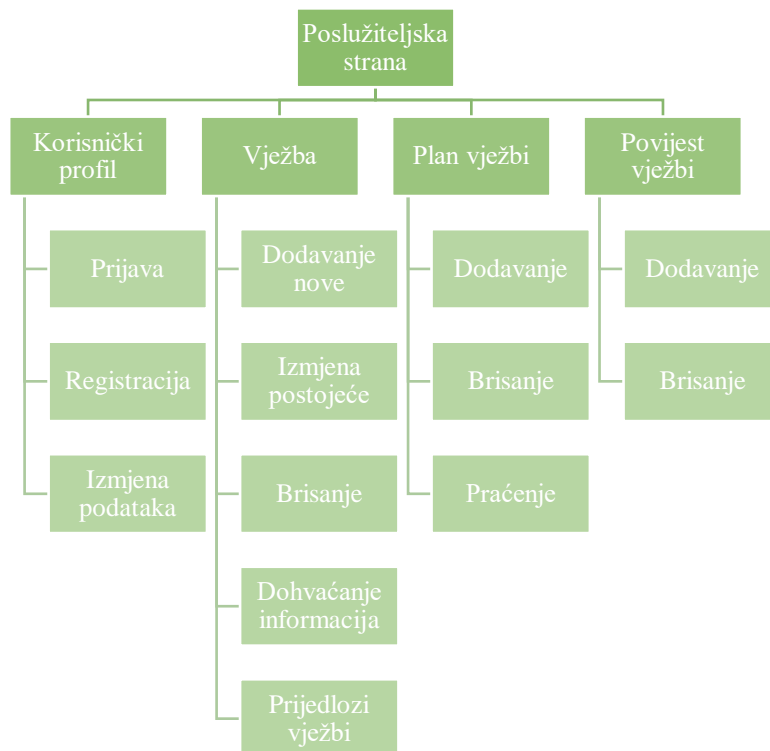 Poslužiteljska
strana
Korisnički
profil
Vježba
Plan vježbi
Povijest
vježbi
Prijava
Dodavanje
nove
Dodavanje
Dodavanje
Registracija
Izmjena
postojeće
Brisanje
Brisanje
Izmjena
podataka
Brisanje
Praćenje
Dohvaćanje
informacija
Prijedlozi
vježbi